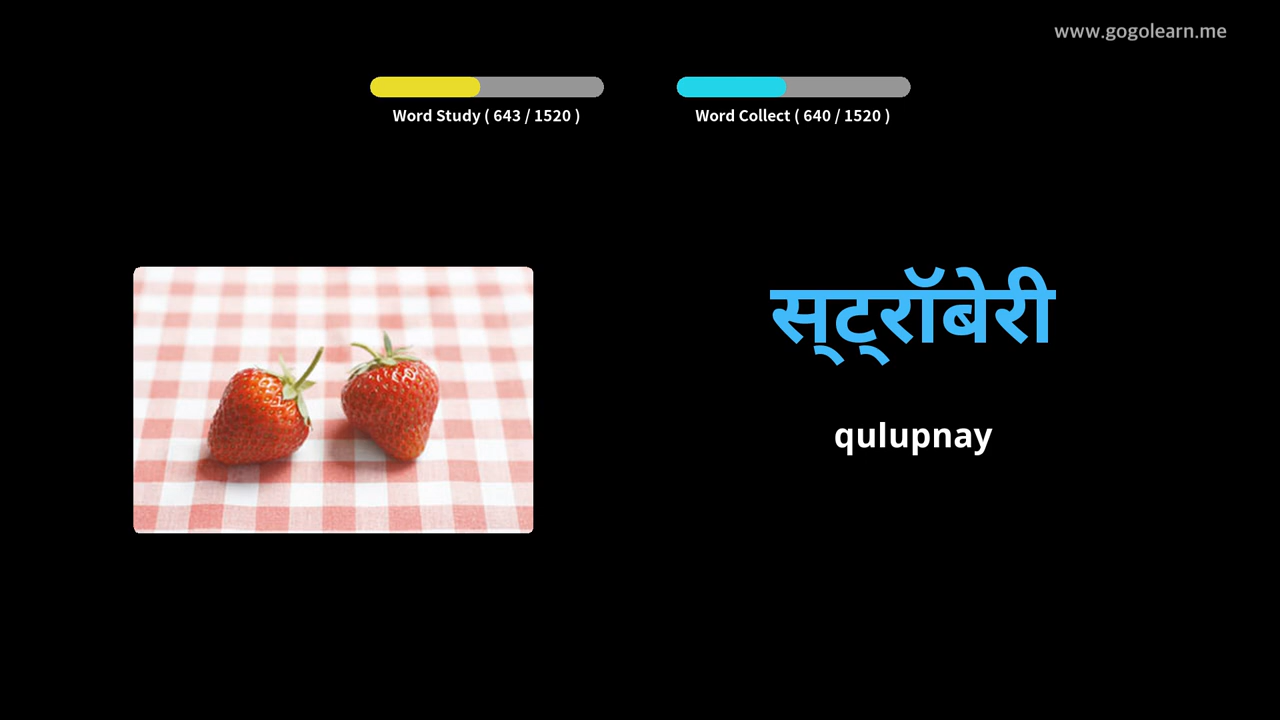 www.gogolearn.me
Word Study ( 643 / 1520 )
Word Collect ( 640 / 1520 )
स्ट्रॉबेरी
qulupnay